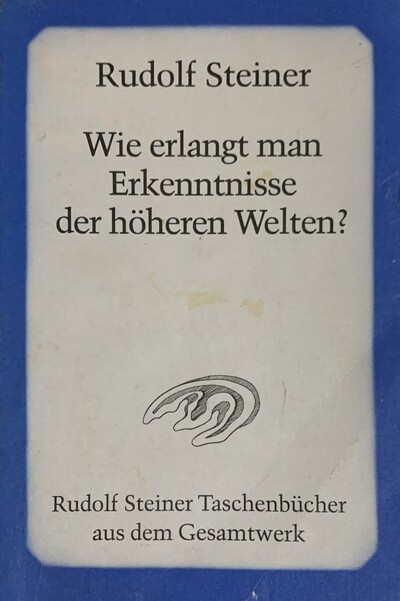 Rudolf Steiner
Wie erlangt man
Erkenntnisse
der höheren Welten?
Rudolf Steiner Taschenbücher
aus dem Gesamtwerk